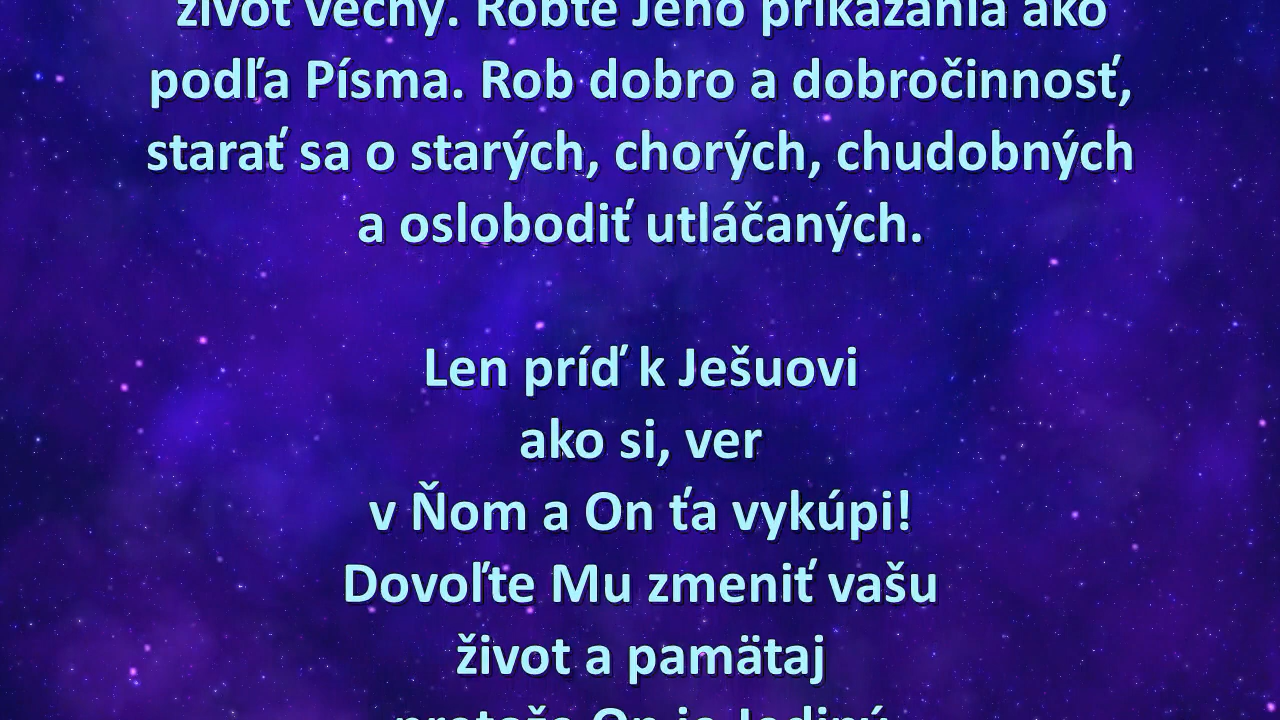 život večný. Robte Jeho prikázania ako
podľa Písma. Rob dobro a dobročinnosť,
starať sa o starých, chorých, chudobných
a oslobodiť utláčaných.
Len príď k Ješuovi
ako si, ver
v Ňom a On ťa vykúpi!
Dovoľte Mu zmeniť vašu
život a pamätaj
pretože On je Jediný